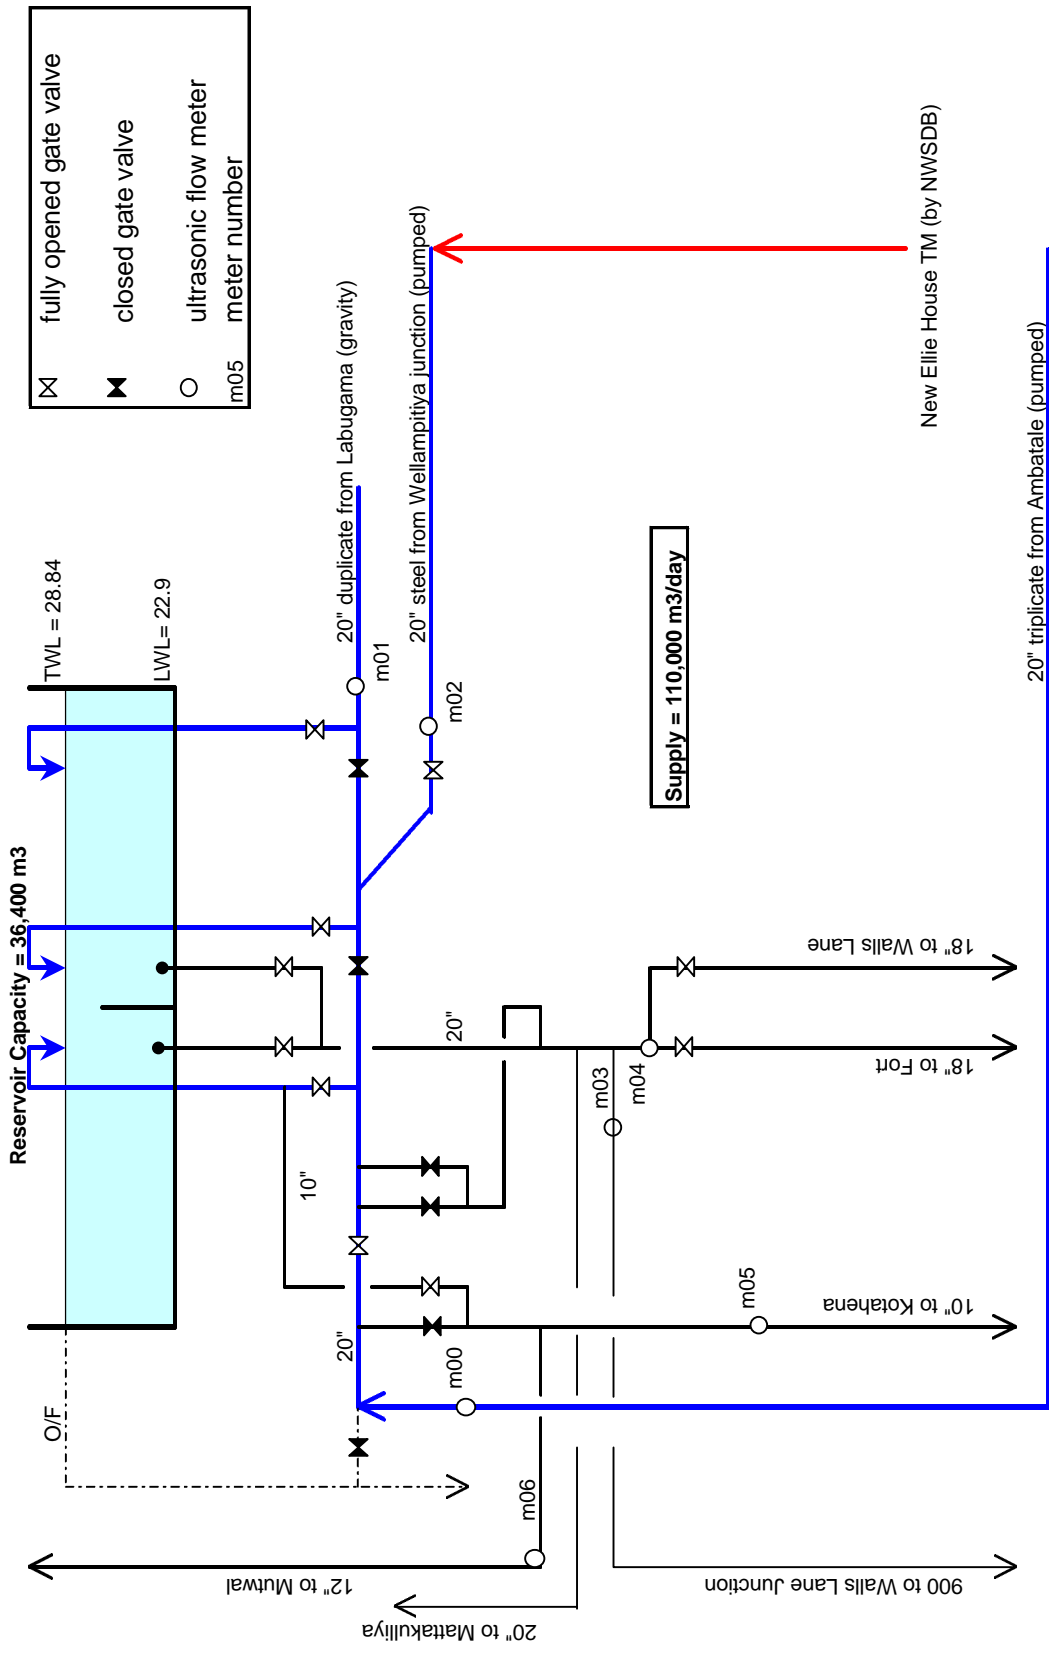 fully opened gate valve
closed gate valve
ultrasonic flow meter
m05 meter number
Reservoir Capacity = 36,400 m3
TWL = 28.84
LWL= 22.9
O/F
20" duplicate from Labugama (gravity)
m01
20" steel from Wellampitiya junction (pumped)
m02
New Ellie House TM (by NWSDB)
20" triplicate from Ambatale (pumped)
Supply = 110,000 m3/day
10"
20"
20"
m00
m03
m04
m05
m06
18" to Walls Lane
18" to Fort
10" to Kotahena
12" to Mutwal
20" to Mattakulliya
900 to Walls Lane Junction